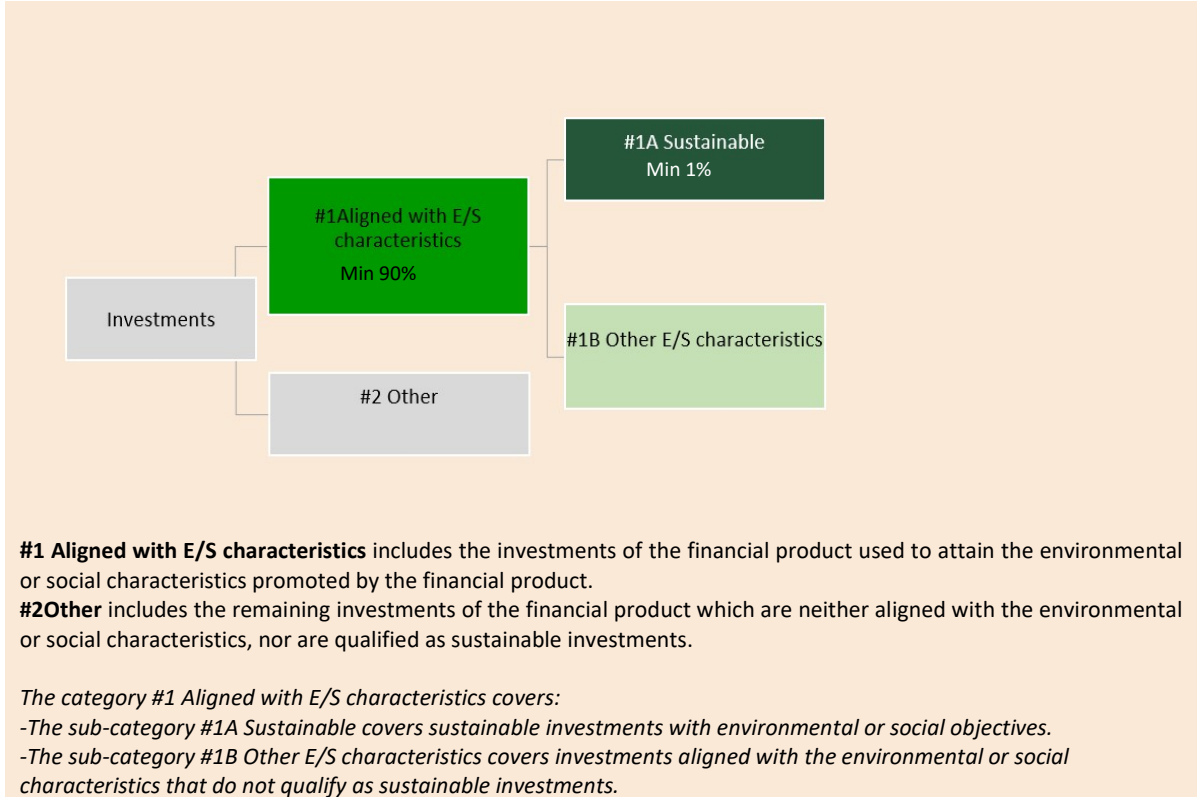 #1A Sustainable
Min 1%
#1Aligned with E/S
characteristics
Min 90%
Investments
#1B Other E/S characteristics
#2 Other
#1 Aligned with E/S characteristics includes the investments of the financial product used to attain the environmental
or social characteristics promoted by the financial product.
#2Other includes the remaining investments of the financial product which are neither aligned with the environmental
or social characteristics, nor are qualified as sustainable investments.
The category #1 Aligned with E/S characteristics covers:
-The sub-category #1A Sustainable covers sustainable investments with environmental or social objectives.
-The sub-category #1B Other E/S characteristics covers investments aligned with the environmental or social
characteristics that do not qualify as sustainable investments.